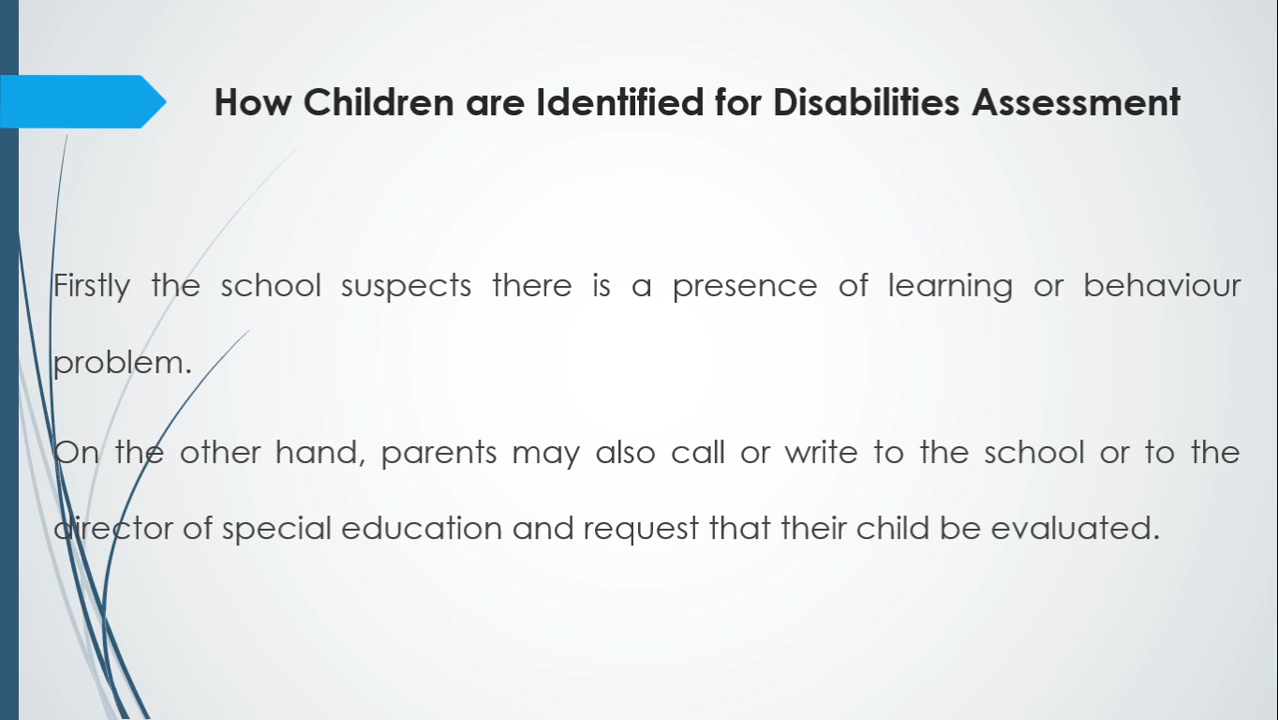 How Children are Identified for Disabilities Assessment
Firstly the school suspects there is a presence of learning or behaviour
problem.
On the other hand, parents may also call or write to the school or to the
director of special education and request that their child be evaluated.